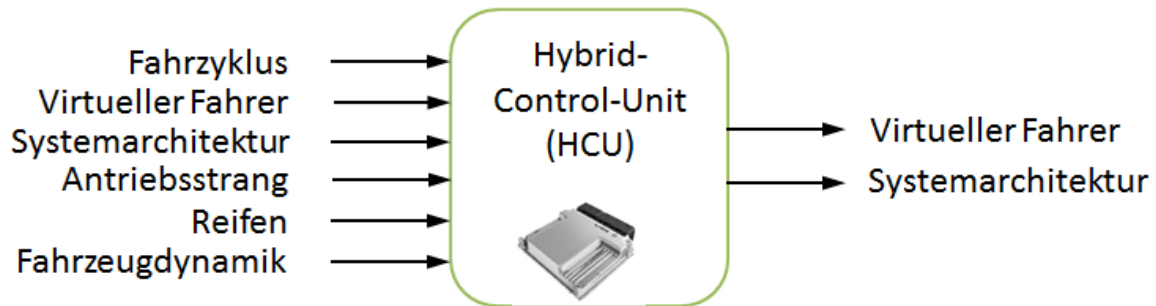 Fahrzyklus
Virtueller Fahrer
Systemarchitektur
Antriebsstrang
Reifen
Fahrzeugdynamik
Hybrid-
Control-Unit
(HCU)
Virtueller Fahrer
Systemarchitektur